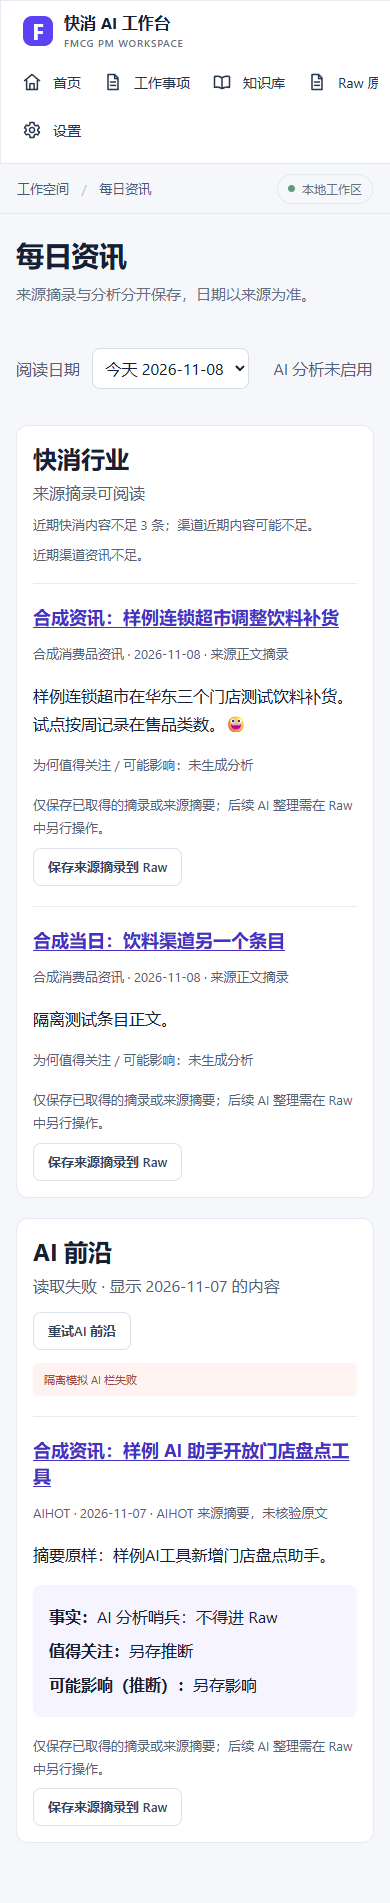 F 快消 AI 工作台
FMCG PM WORKSPACE
首页 工作事项 知识库 Raw 原
设置
工作空间 / 每日资讯 本地工作区
每日资讯
来源摘录与分析分开保存，日期以来源为准。
阅读日期 今天 2026-11-08 AI 分析未启用
快消行业
来源摘录可阅读
近期快消内容不足 3 条；渠道近期内容可能不足。
近期渠道资讯不足。
合成资讯：样例连锁超市调整饮料补货
合成消费品资讯 · 2026-11-08 · 来源正文摘录
样例连锁超市在华东三个门店测试饮料补货。
试点按周记录在售品类数。😀
为何值得关注 / 可能影响：未生成分析
仅保存已取得的摘录或来源摘要；后续 AI 整理需在 Raw
中另行操作。
保存来源摘录到 Raw
合成当日：饮料渠道另一个条目
合成消费品资讯 · 2026-11-08 · 来源正文摘录
隔离测试条目正文。
为何值得关注 / 可能影响：未生成分析
仅保存已取得的摘录或来源摘要；后续 AI 整理需在 Raw
中另行操作。
保存来源摘录到 Raw
AI 前沿
读取失败 · 显示 2026-11-07 的内容
重试AI 前沿
隔离模拟 AI 栏失败
合成资讯：样例 AI 助手开放门店盘点工
具
AIHOT · 2026-11-07 · AIHOT 来源摘要，未核验原文
摘要原样：样例AI工具新增门店盘点助手。
事实：AI 分析哨兵：不得进 Raw
值得关注：另存推断
可能影响（推断）：另存影响
仅保存已取得的摘录或来源摘要；后续 AI 整理需在 Raw
中另行操作。
保存来源摘录到 Raw